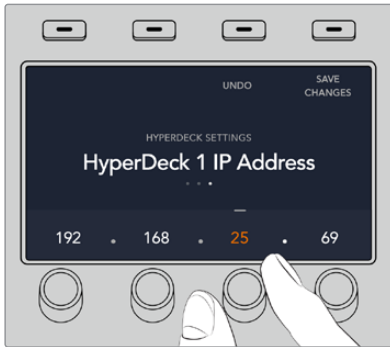 UNDO
SAVE
CHANGES
HYPERDECK SETTINGS
HyperDeck 1 IP Address
192 . 168 . 25 . 69